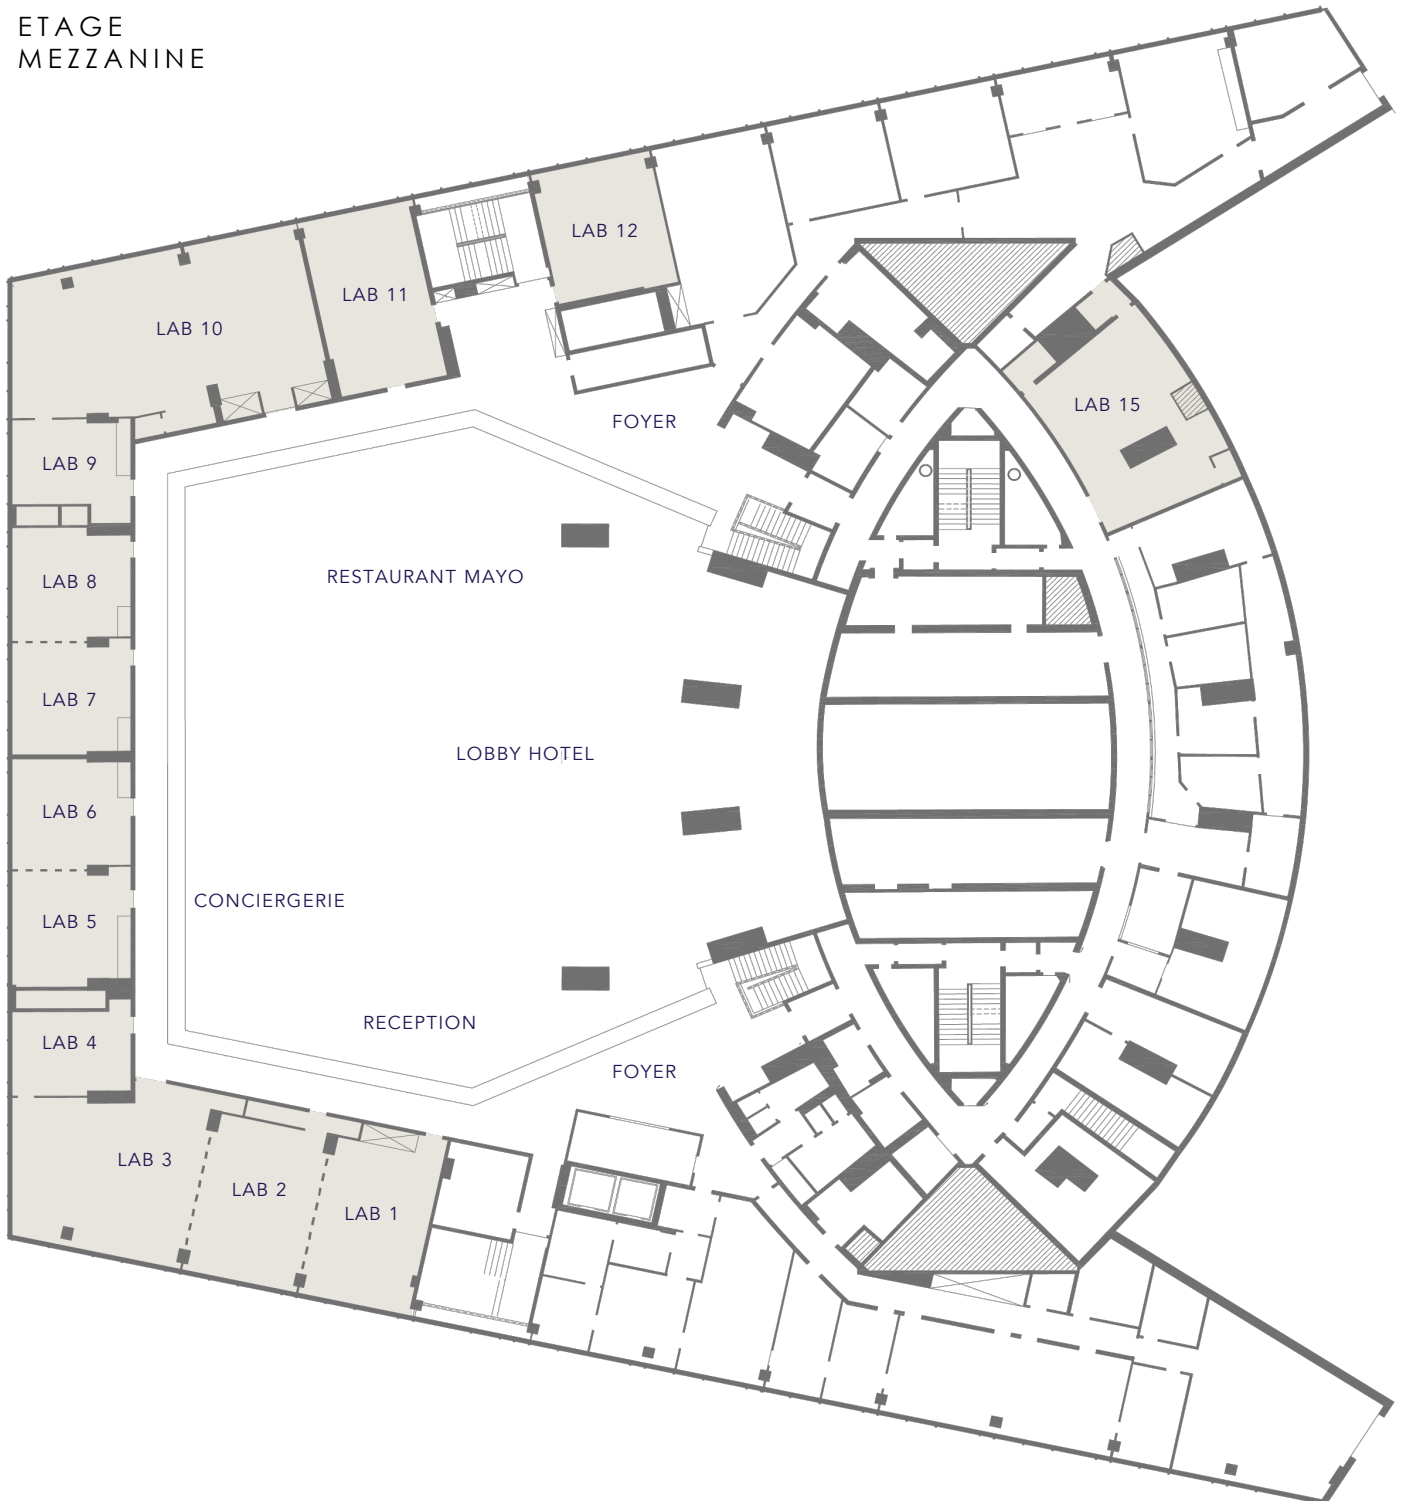 ETAGE
MEZZANINE
LAB 12
LAB 11
LAB 10
LAB 15
FOYER
LAB 9
RESTAURANT MAYO
LAB 8
LAB 7
LOBBY HOTEL
LAB 6
CONCIERGERIE
LAB 5
RECEPTION
LAB 4
FOYER
LAB 3
LAB 2
LAB 1